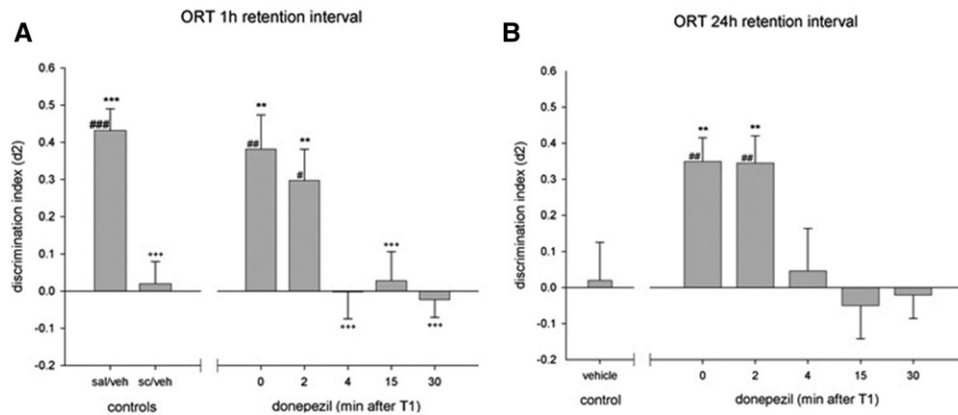 ORT 1h retention interval
A
discrimination index (d2)
0.6
0.5
0.4
0.3
0.2
0.1
0.0
-0.1
-0.2
***
###
+++
**
##
**
#
+++
+++
+++
sal/veh sc/veh
controls
0 2 4 15 30
donepezil (min after T1)
ORT 24h retention interval
B
discrimination index (d2)
0.6
0.5
0.4
0.3
0.2
0.1
0.0
-0.1
-0.2
**
##
**
##
vehicle
control
0 2 4 15 30
donepezil (min after T1)